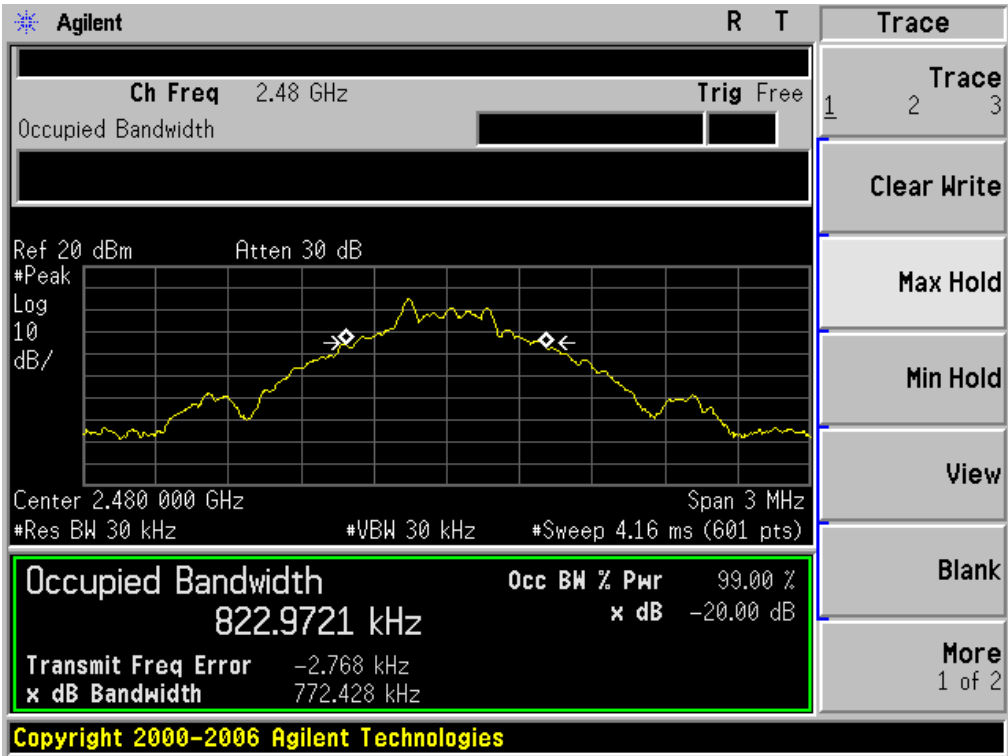 Agilent R T
Ch Freq 2.48 GHz Trig Free
Occupied Bandwidth
Ref 20 dBm Atten 30 dB
#Peak
Log
10
dB/
Center 2.480 000 GHz Span 3 MHz
#Res BW 30 kHz #VBW 30 kHz #Sweep 4.16 ms (601 pts)
Occupied Bandwidth
822.9721 kHz
Occ BW % Pwr 99.00 %
x dB -20.00 dB
Transmit Freq Error -2.768 kHz
x dB Bandwidth 772.428 kHz
Copyright 2000-2006 Agilent Technologies
Trace
Trace
1 2 3
Clear Write
Max Hold
Min Hold
View
Blank
More
1 of 2